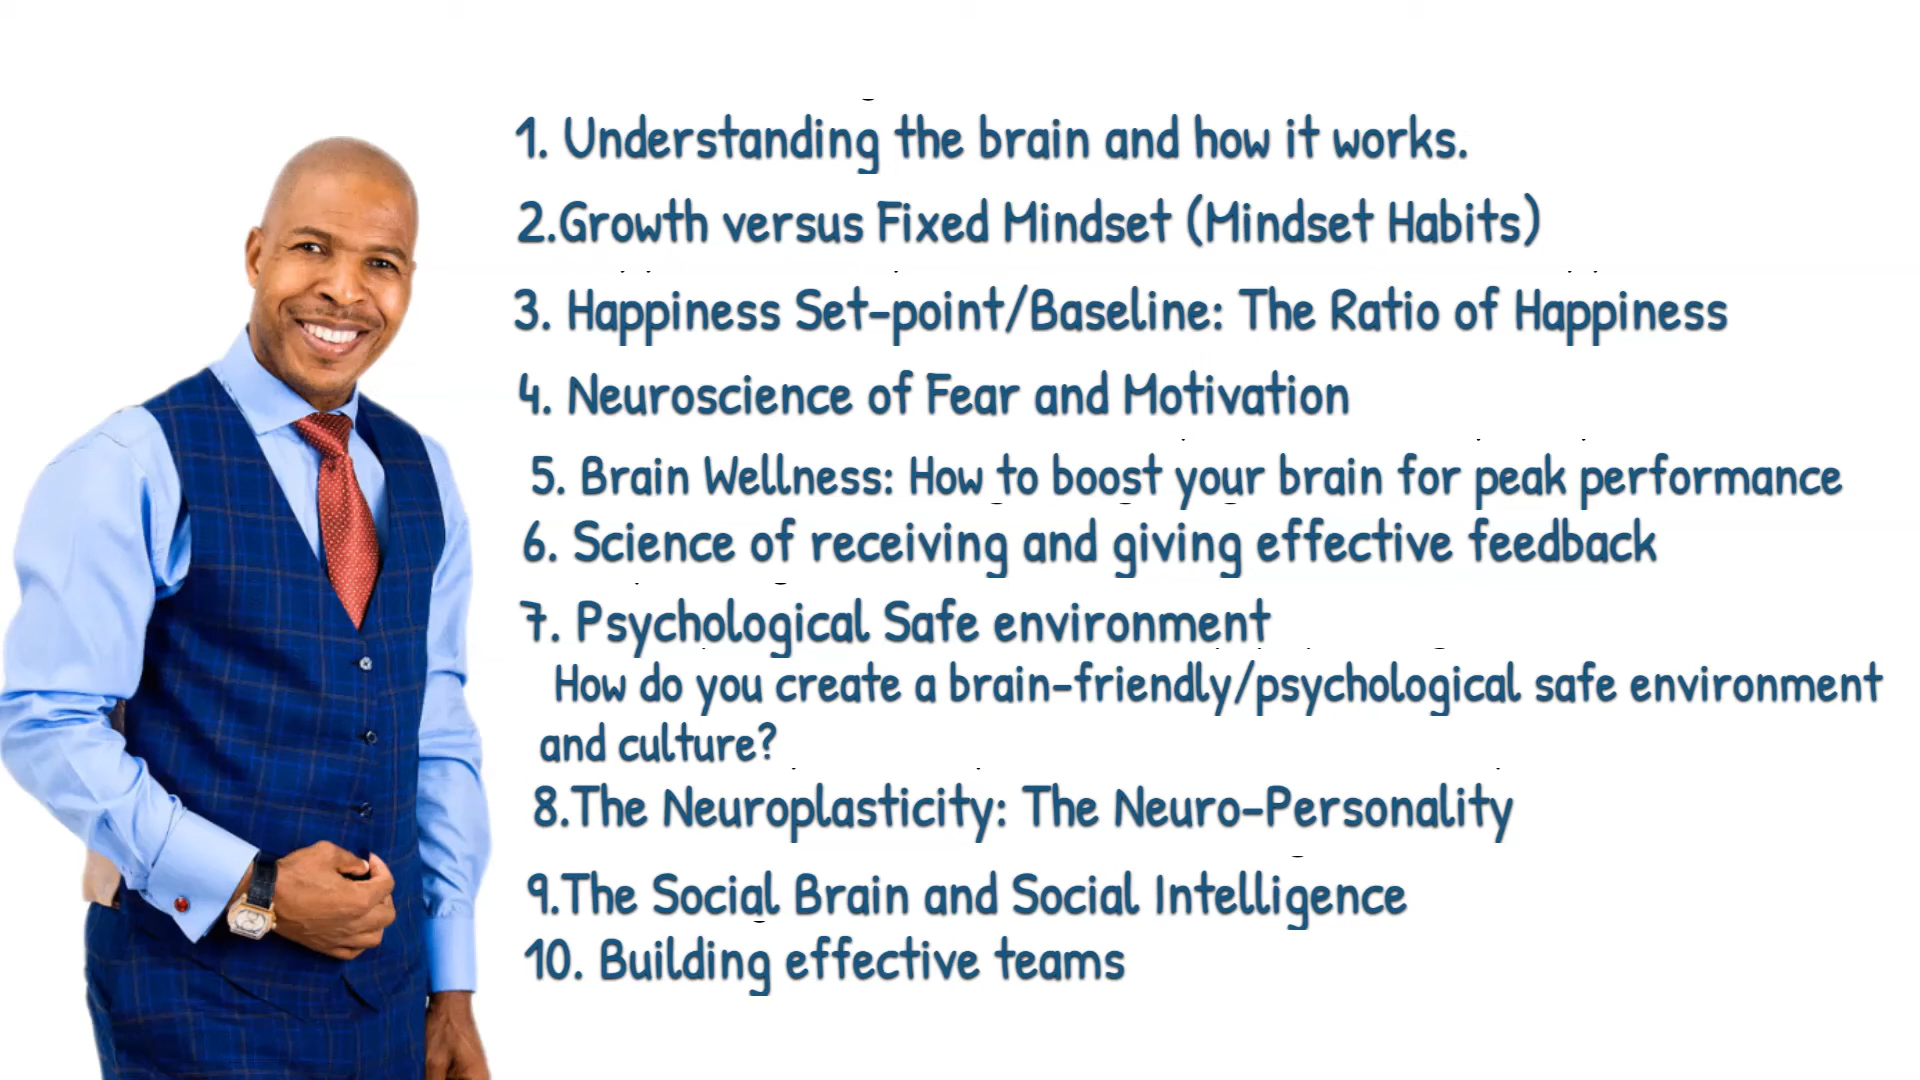 1. Understanding the brain and how it works.
2.Growth versus Fixed Mindset (Mindset Habits)
3. Happiness Set-point/Baseline: The Ratio of Happiness
4. Neuroscience of Fear and Motivation
5. Brain Wellness: How to boost your brain for peak performance
6. Science of receiving and giving effective feedback
7. Psychological Safe environment
How do you create a brain-friendly/psychological safe environment
and culture?
8.The Neuroplasticity: The Neuro-Personality
9.The Social Brain and Social Intelligence
10. Building effective teams